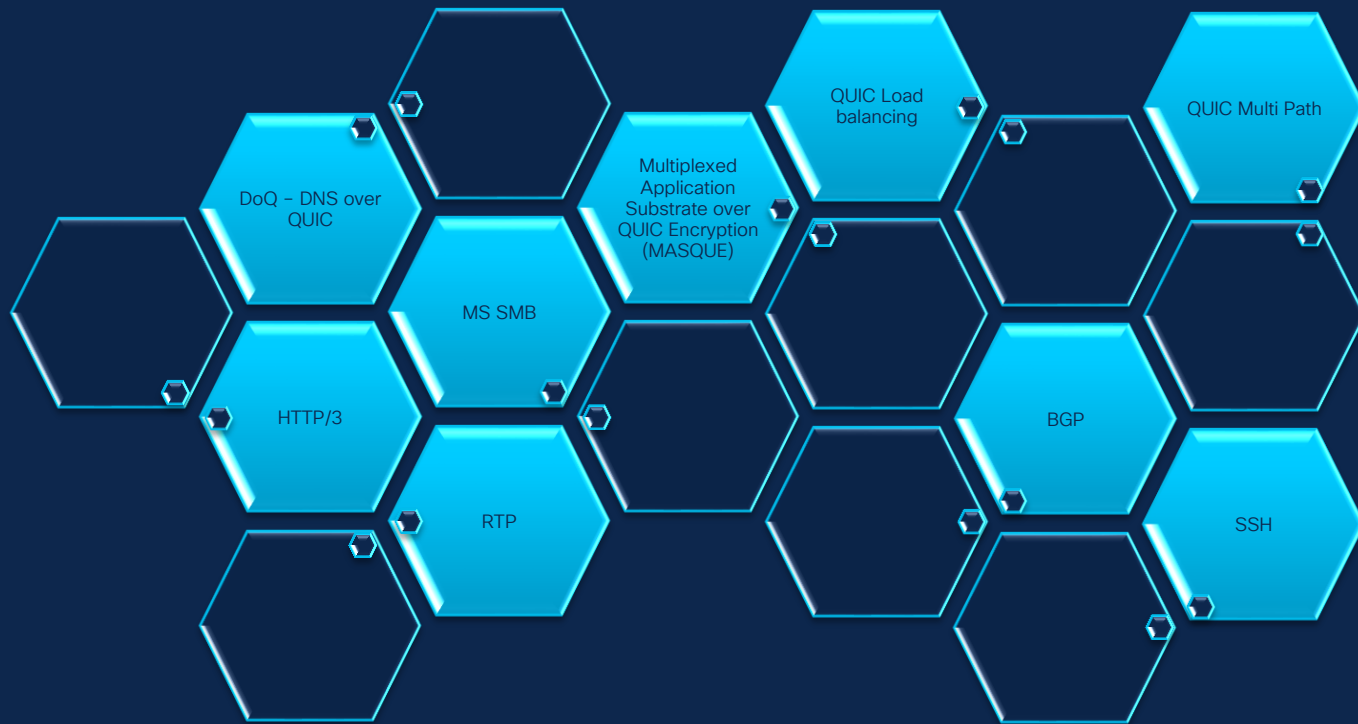 DoQ – DNS over
QUIC
HTTP/3
MS SMB
RTP
Multiplexed
Application
Substrate over
QUIC Encryption
(MASQUE)
QUIC Load
balancing
BGP
QUIC Multi Path
SSH